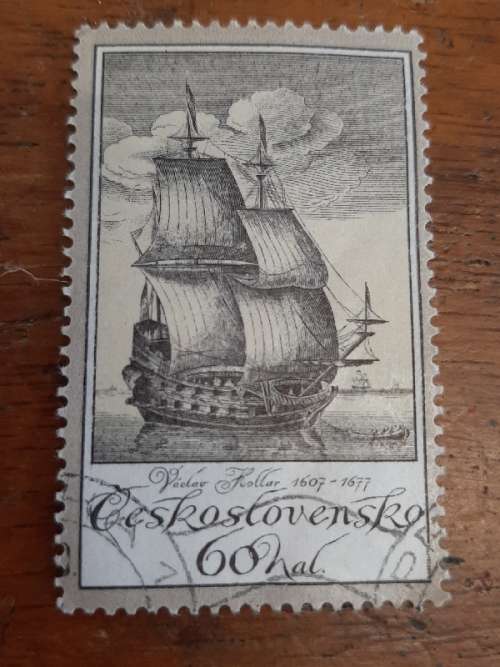 Václav Hollar 1607-1677
Československo
60 hal.